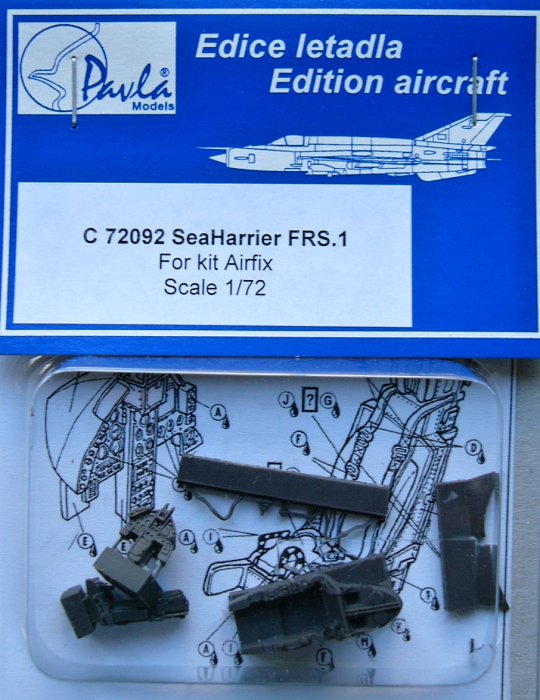 Pavla®
Models
Edice letadla
Edition aircraft
C 72092 SeaHarrier FRS.1
For kit Airfix
Scale 1/72
A
J ? G
F
D
E
E
A I
A I
F
M